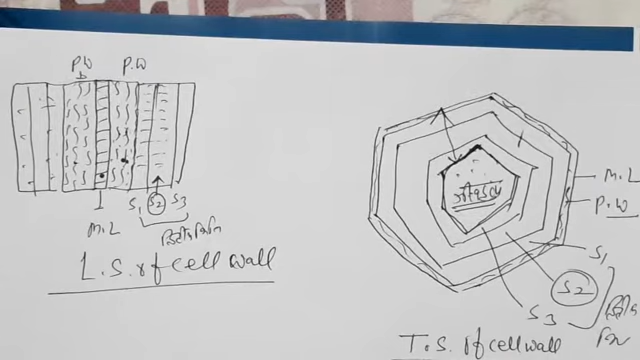 P.W P.W
M.L
S₁ S₂ S₃
L.S. of cell wall
M.L
P.W
S₁
S₂
S₃
T.S. of cell wall